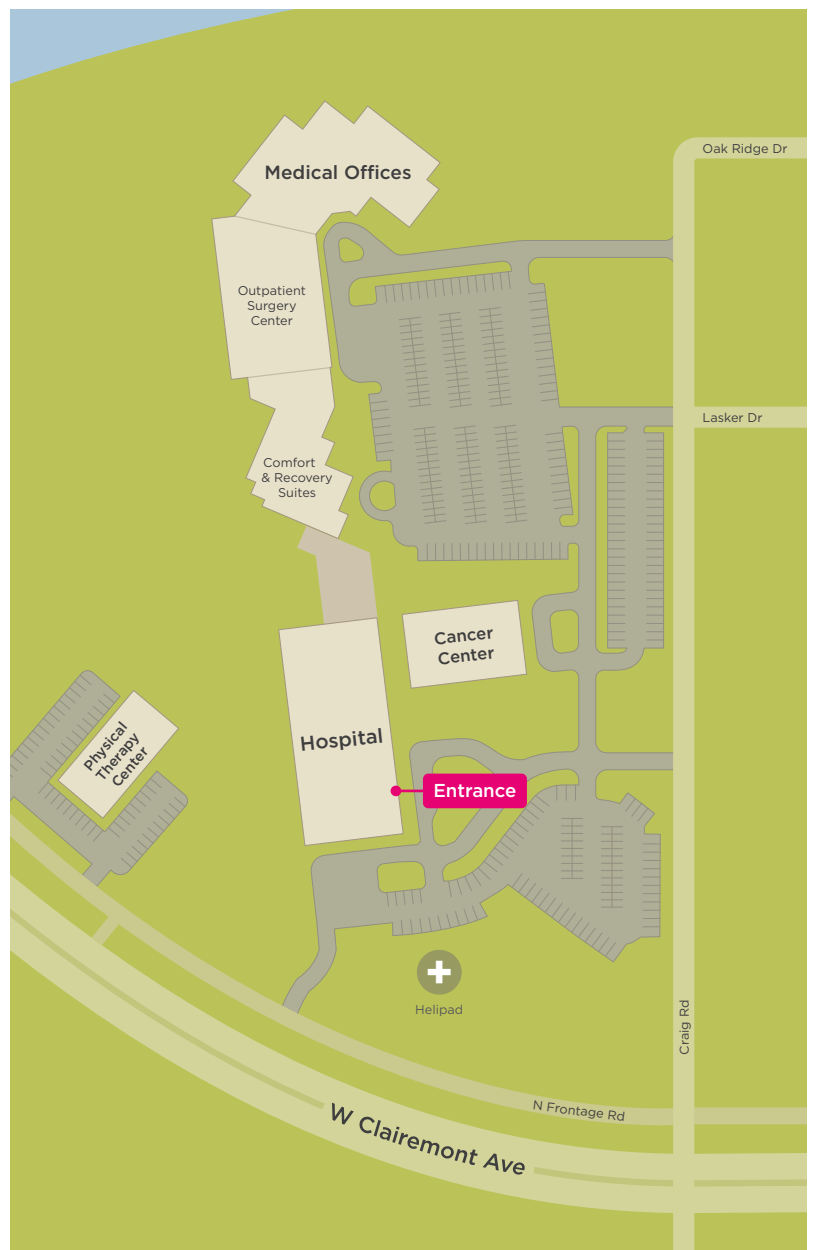 Oak Ridge Dr
Medical Offices
Outpatient
Surgery
Center
Lasker Dr
Comfort
& Recovery
Suites
Cancer
Center
Hospital
Physical
Therapy
Center
Entrance
Helipad
Craig Rd
N Frontage Rd
W Clairemont Ave